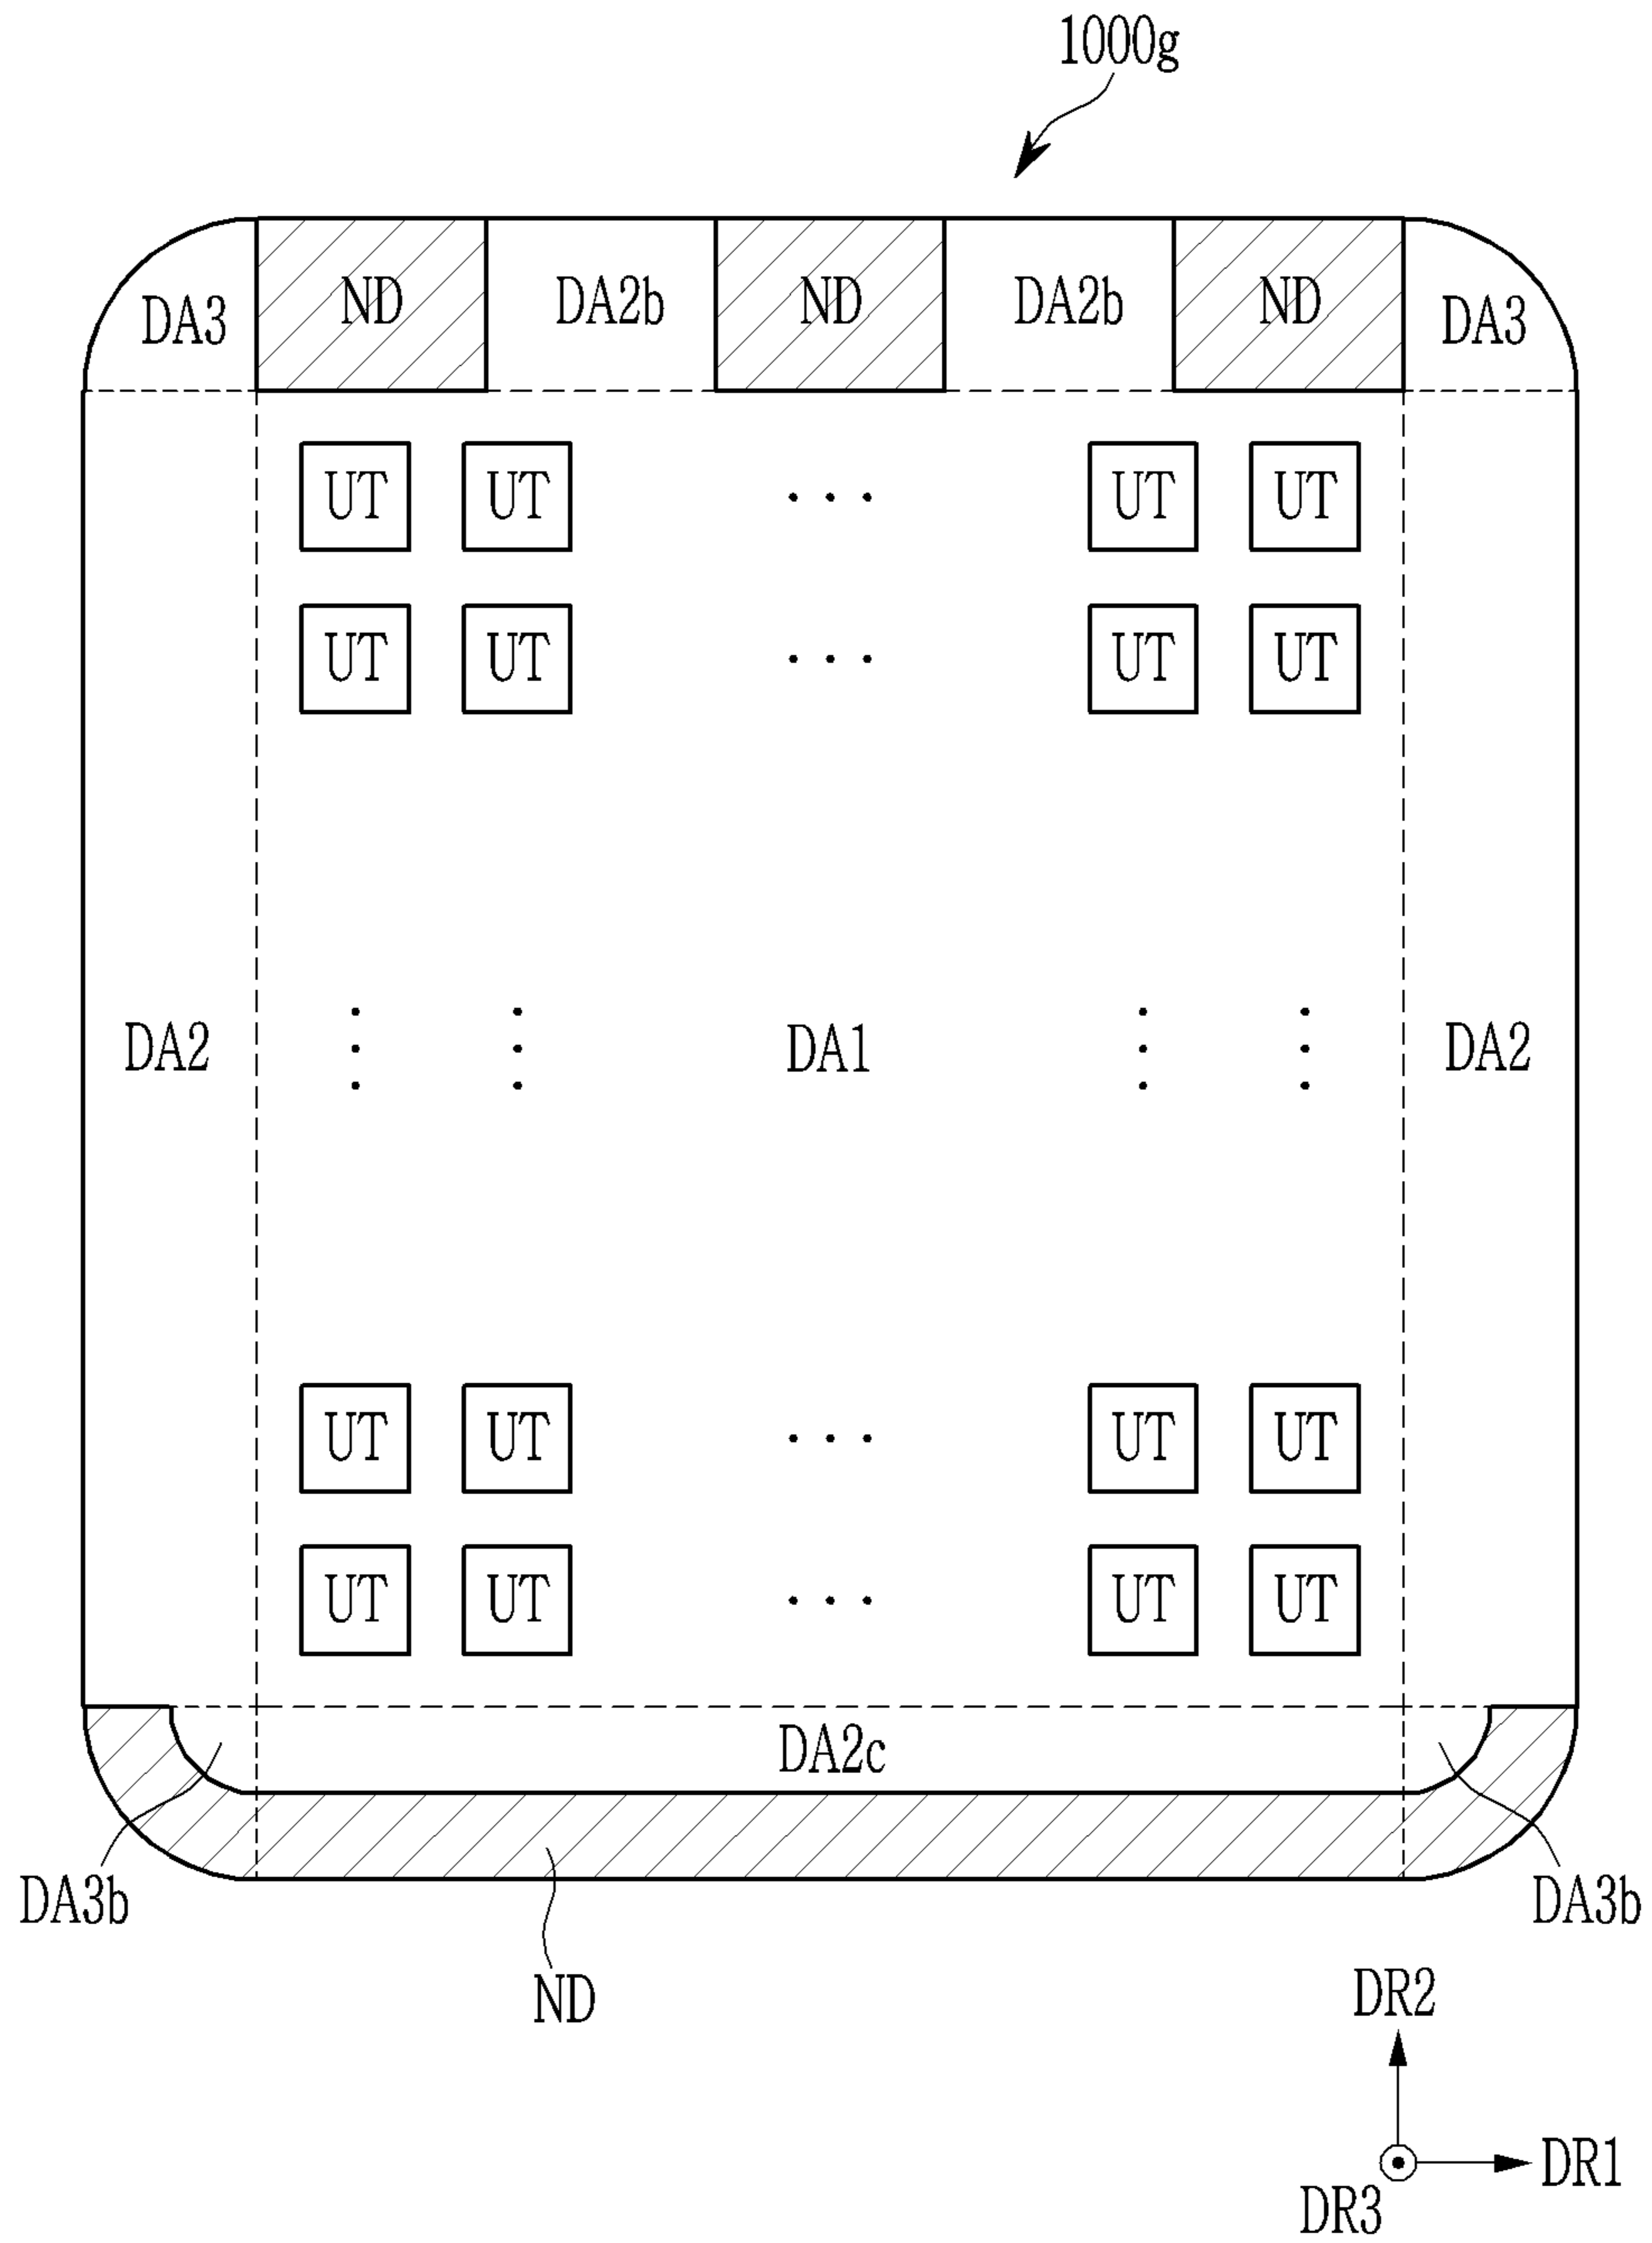 1000g
DA3 ND DA2b ND DA2b ND DA3
UT UT ... UT UT
UT UT ... UT UT
DA2 DA1 DA2
UT UT ... UT UT
UT UT ... UT UT
DA2c
DA3b DA3b
ND
DR2
DR1
DR3